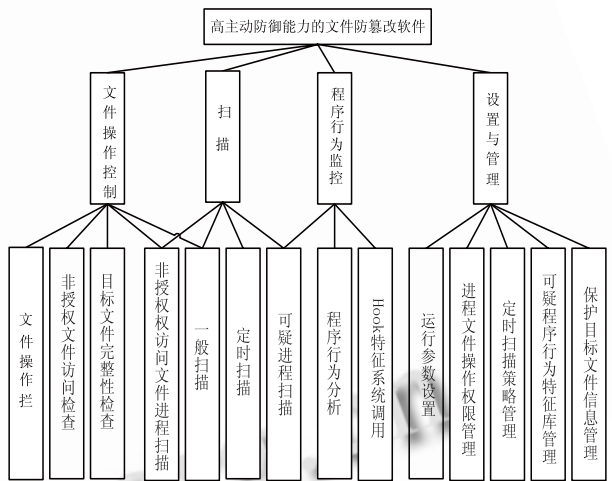 高主动防御能力的文件防篡改软件
文件操作控制
扫描
程序行为监控
设置与管理
文件操作拦
非授权文件访问检查
目标文件完整性检查
非授权权访问文件进程扫描
一般扫描
定时扫描
可疑进程扫描
程序行为分析
Hook特征系统调用
运行参数设置
进程文件操作权限管理
定时扫描策略管理
可疑程序行为特征库管理
保护目标文件信息管理